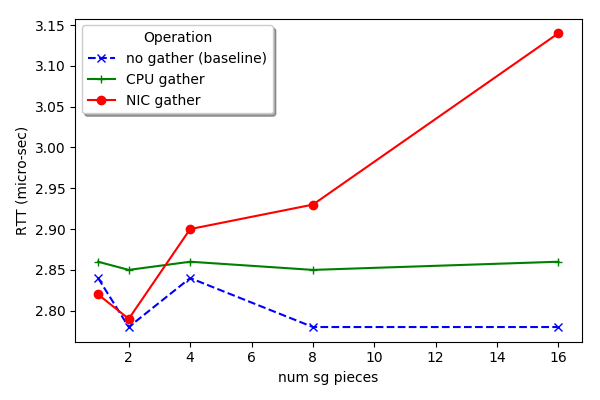 Operation
no gather (baseline)
CPU gather
NIC gather
3.15
3.10
3.05
3.00
2.95
2.90
2.85
2.80
RTT (micro-sec)
2 4 6 8 10 12 14 16
num sg pieces